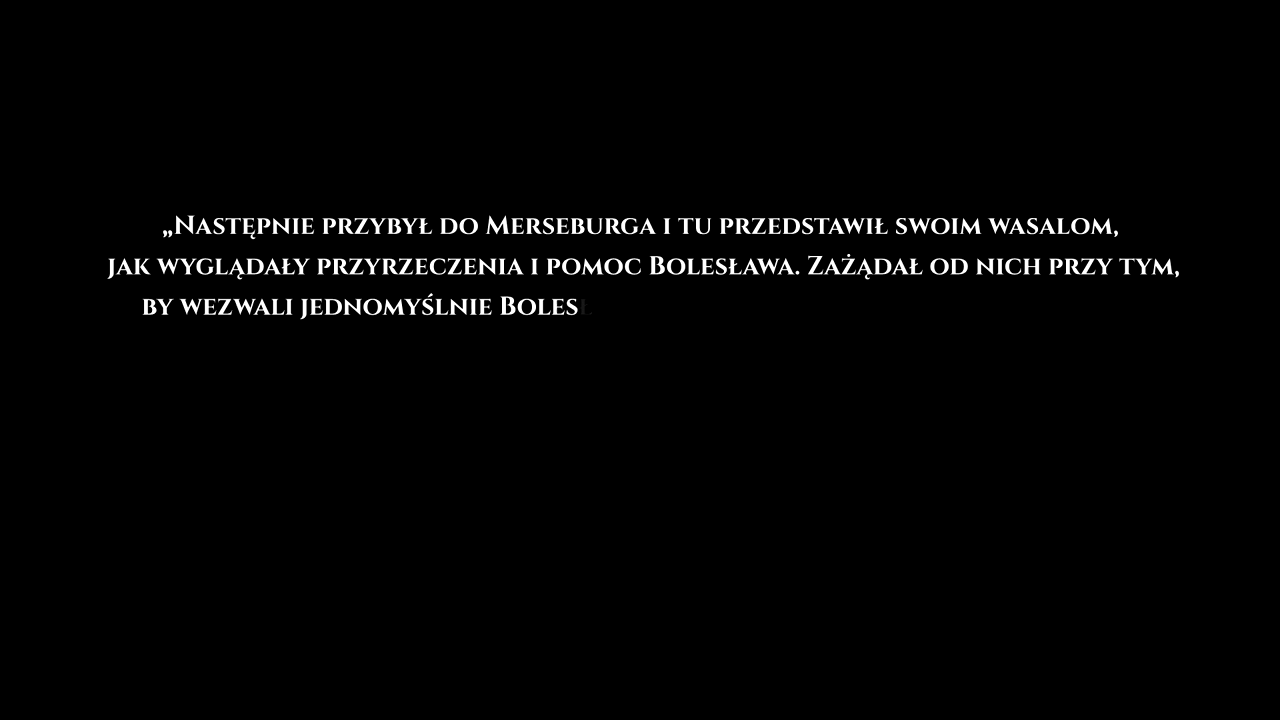 „Następnie przybył do Merseburga i tu przedstawił swoim wasalom,
jak wyglądały przyrzeczenia i pomoc Bolesława. Zażądał od nich przy tym,
by wezwali jednomyślnie Bolesł